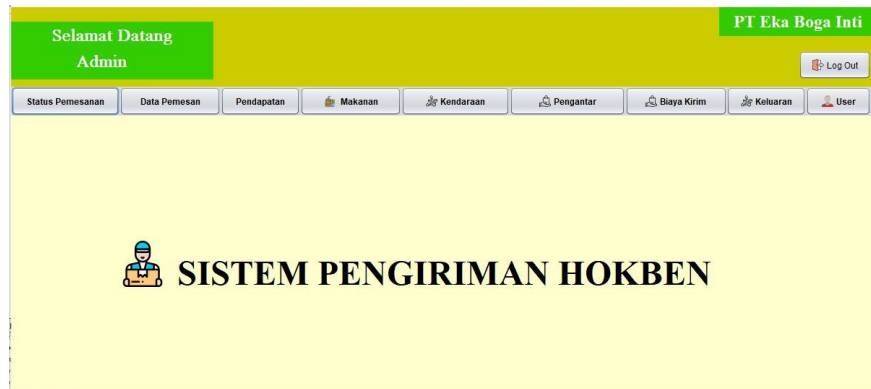 Selamat Datang
Admin
PT Eka Boga Inti
Log Out
Status Pemesanan
Data Pemesan
Pendapatan
Makanan
Kendaraan
Pengantar
Biaya Kirim
Keluaran
User
SISTEM PENGIRIMAN HOKBEN